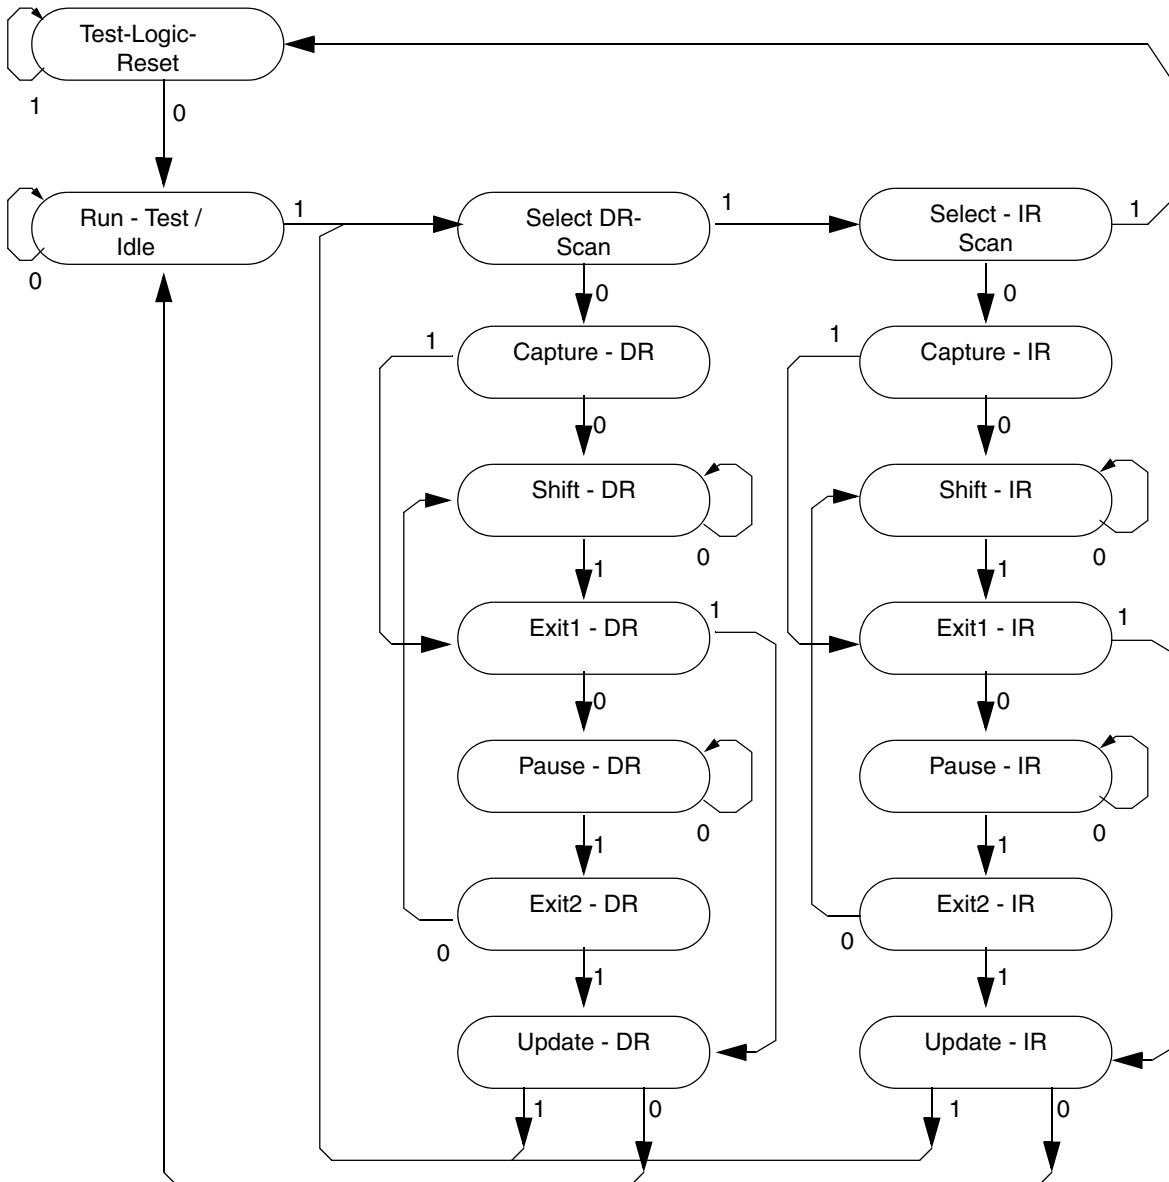 Test-Logic-
Reset
1
0
Run - Test /
Idle
0
1
Select DR-
Scan
1
Select - IR
Scan
1
0
0
1
Capture - DR
1
Capture - IR
0
0
Shift - DR
0
Shift - IR
0
1
1
Exit1 - DR
1
Exit1 - IR
1
0
0
Pause - DR
0
Pause - IR
0
1
1
Exit2 - DR
0
Exit2 - IR
0
1
1
Update - DR
Update - IR
1
0
1
0